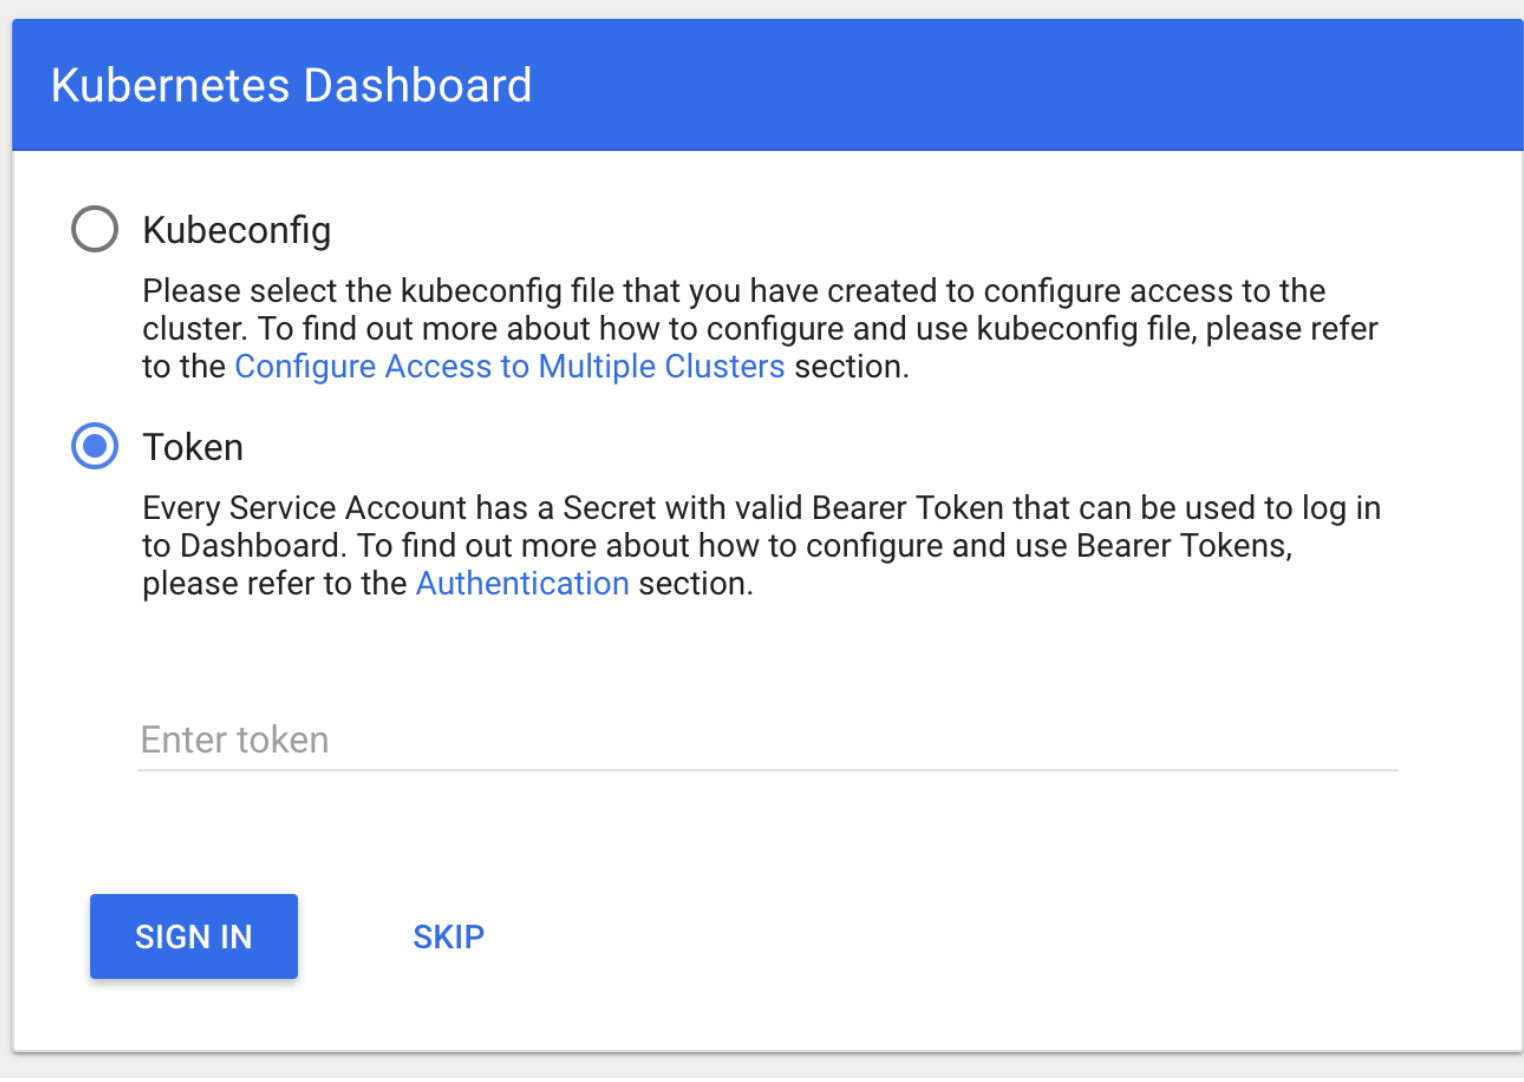 Kubernetes Dashboard
Kubeconfig
Please select the kubeconfig file that you have created to configure access to the
cluster. To find out more about how to configure and use kubeconfig file, please refer
to the Configure Access to Multiple Clusters section.
Token
Every Service Account has a Secret with valid Bearer Token that can be used to log in
to Dashboard. To find out more about how to configure and use Bearer Tokens,
please refer to the Authentication section.
Enter token
SIGN IN
SKIP